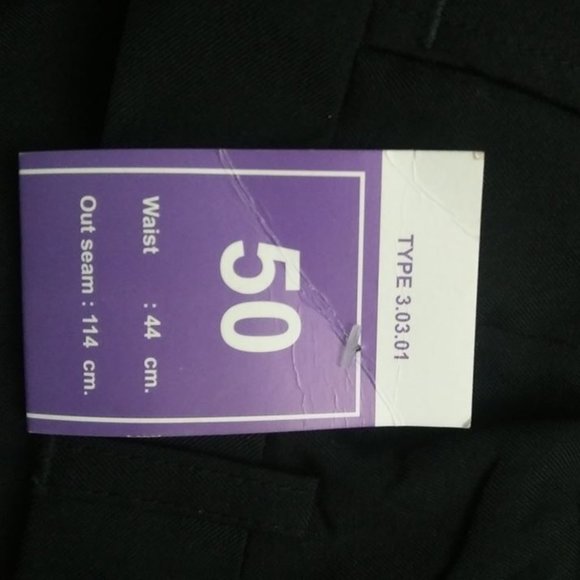 TYPE 3.03.01
50
Waist : 44 cm.
Out seam : 114 cm.